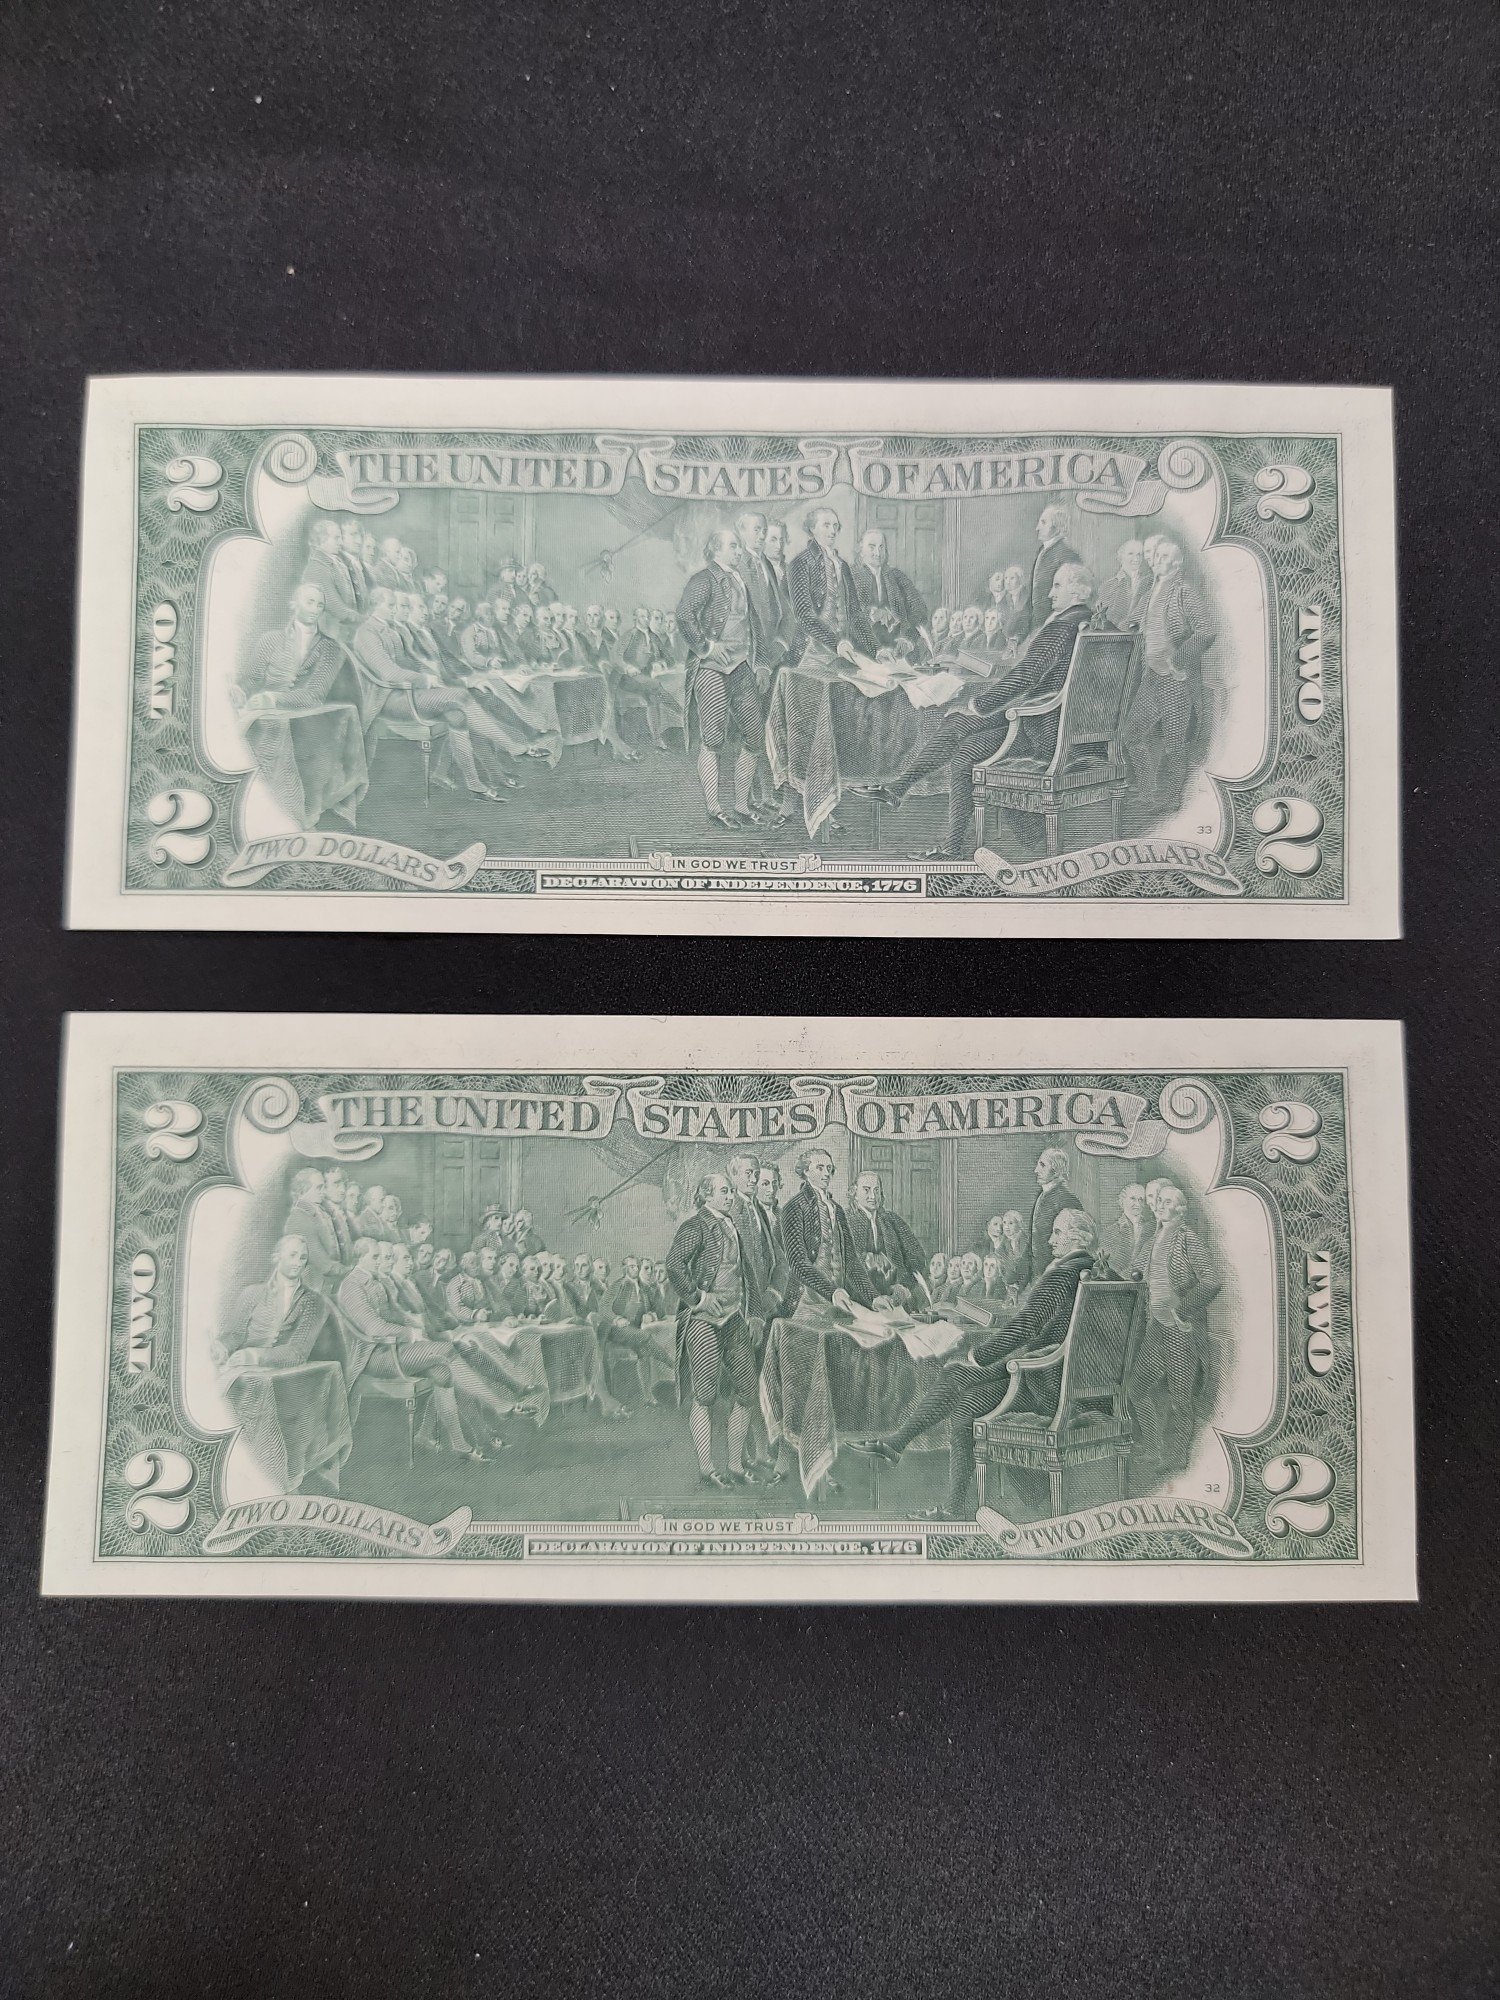 2 THE UNITED STATES OF AMERICA 2
TWO TWO
33
2 TWO DOLLARS IN GOD WE TRUST TWO DOLLARS 2
DECLARATION OF INDEPENDENCE, 1776
2 THE UNITED STATES OF AMERICA 2
TWO TWO
32
2 TWO DOLLARS IN GOD WE TRUST TWO DOLLARS 2
DECLARATION OF INDEPENDENCE, 1776